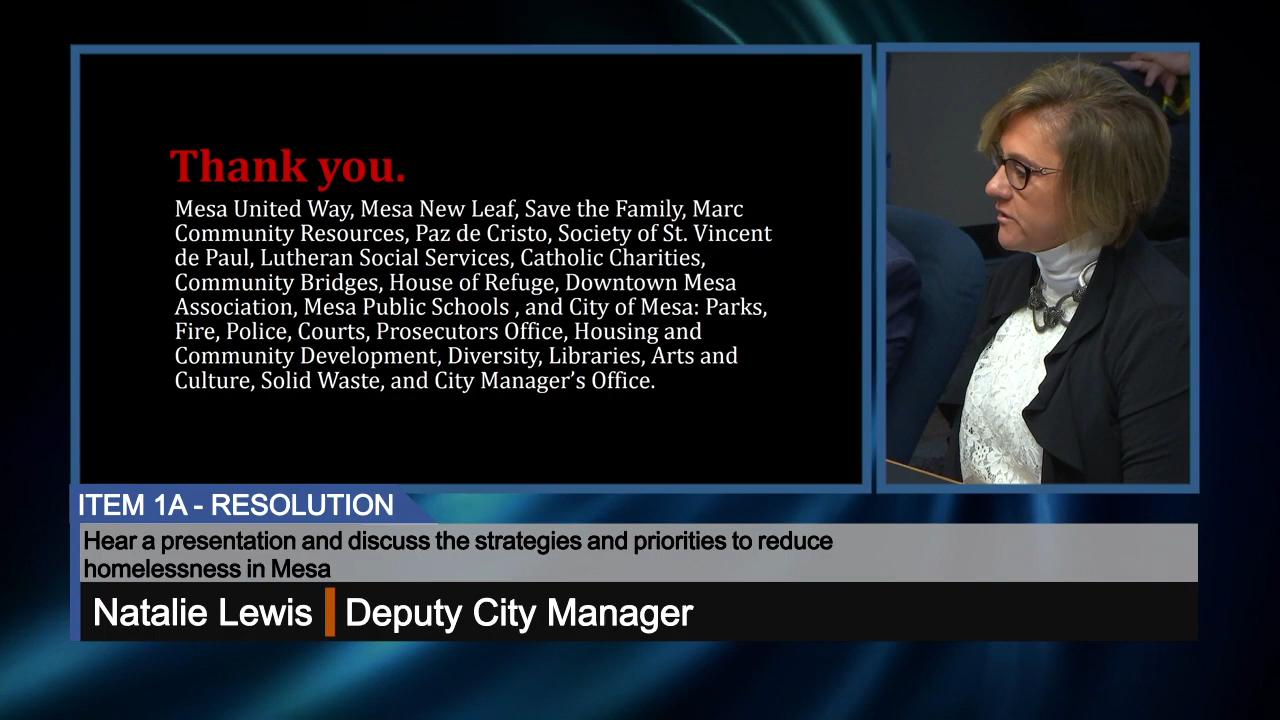 Thank you.
Mesa United Way, Mesa New Leaf, Save the Family, Marc
Community Resources, Paz de Cristo, Society of St. Vincent
de Paul, Lutheran Social Services, Catholic Charities,
Community Bridges, House of Refuge, Downtown Mesa
Association, Mesa Public Schools , and City of Mesa: Parks,
Fire, Police, Courts, Prosecutors Office, Housing and
Community Development, Diversity, Libraries, Arts and
Culture, Solid Waste, and City Manager’s Office.
ITEM 1A - RESOLUTION
Hear a presentation and discuss the strategies and priorities to reduce
homelessness in Mesa
Natalie Lewis Deputy City Manager